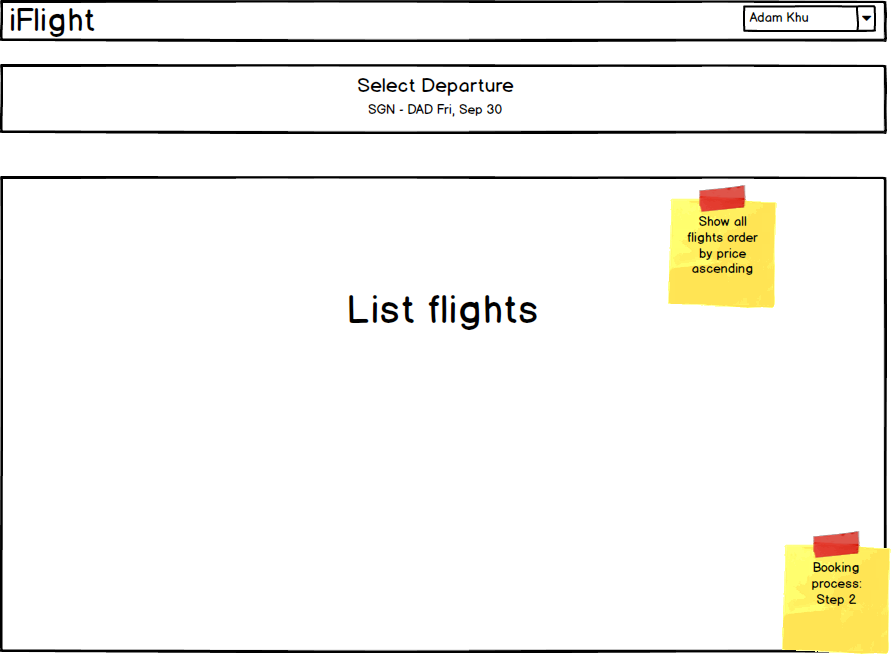 iFlight
Adam Khu
Select Departure
SGN - DAD Fri, Sep 30
Show all
flights order
by price
ascending
List flights
Booking
process:
Step 2